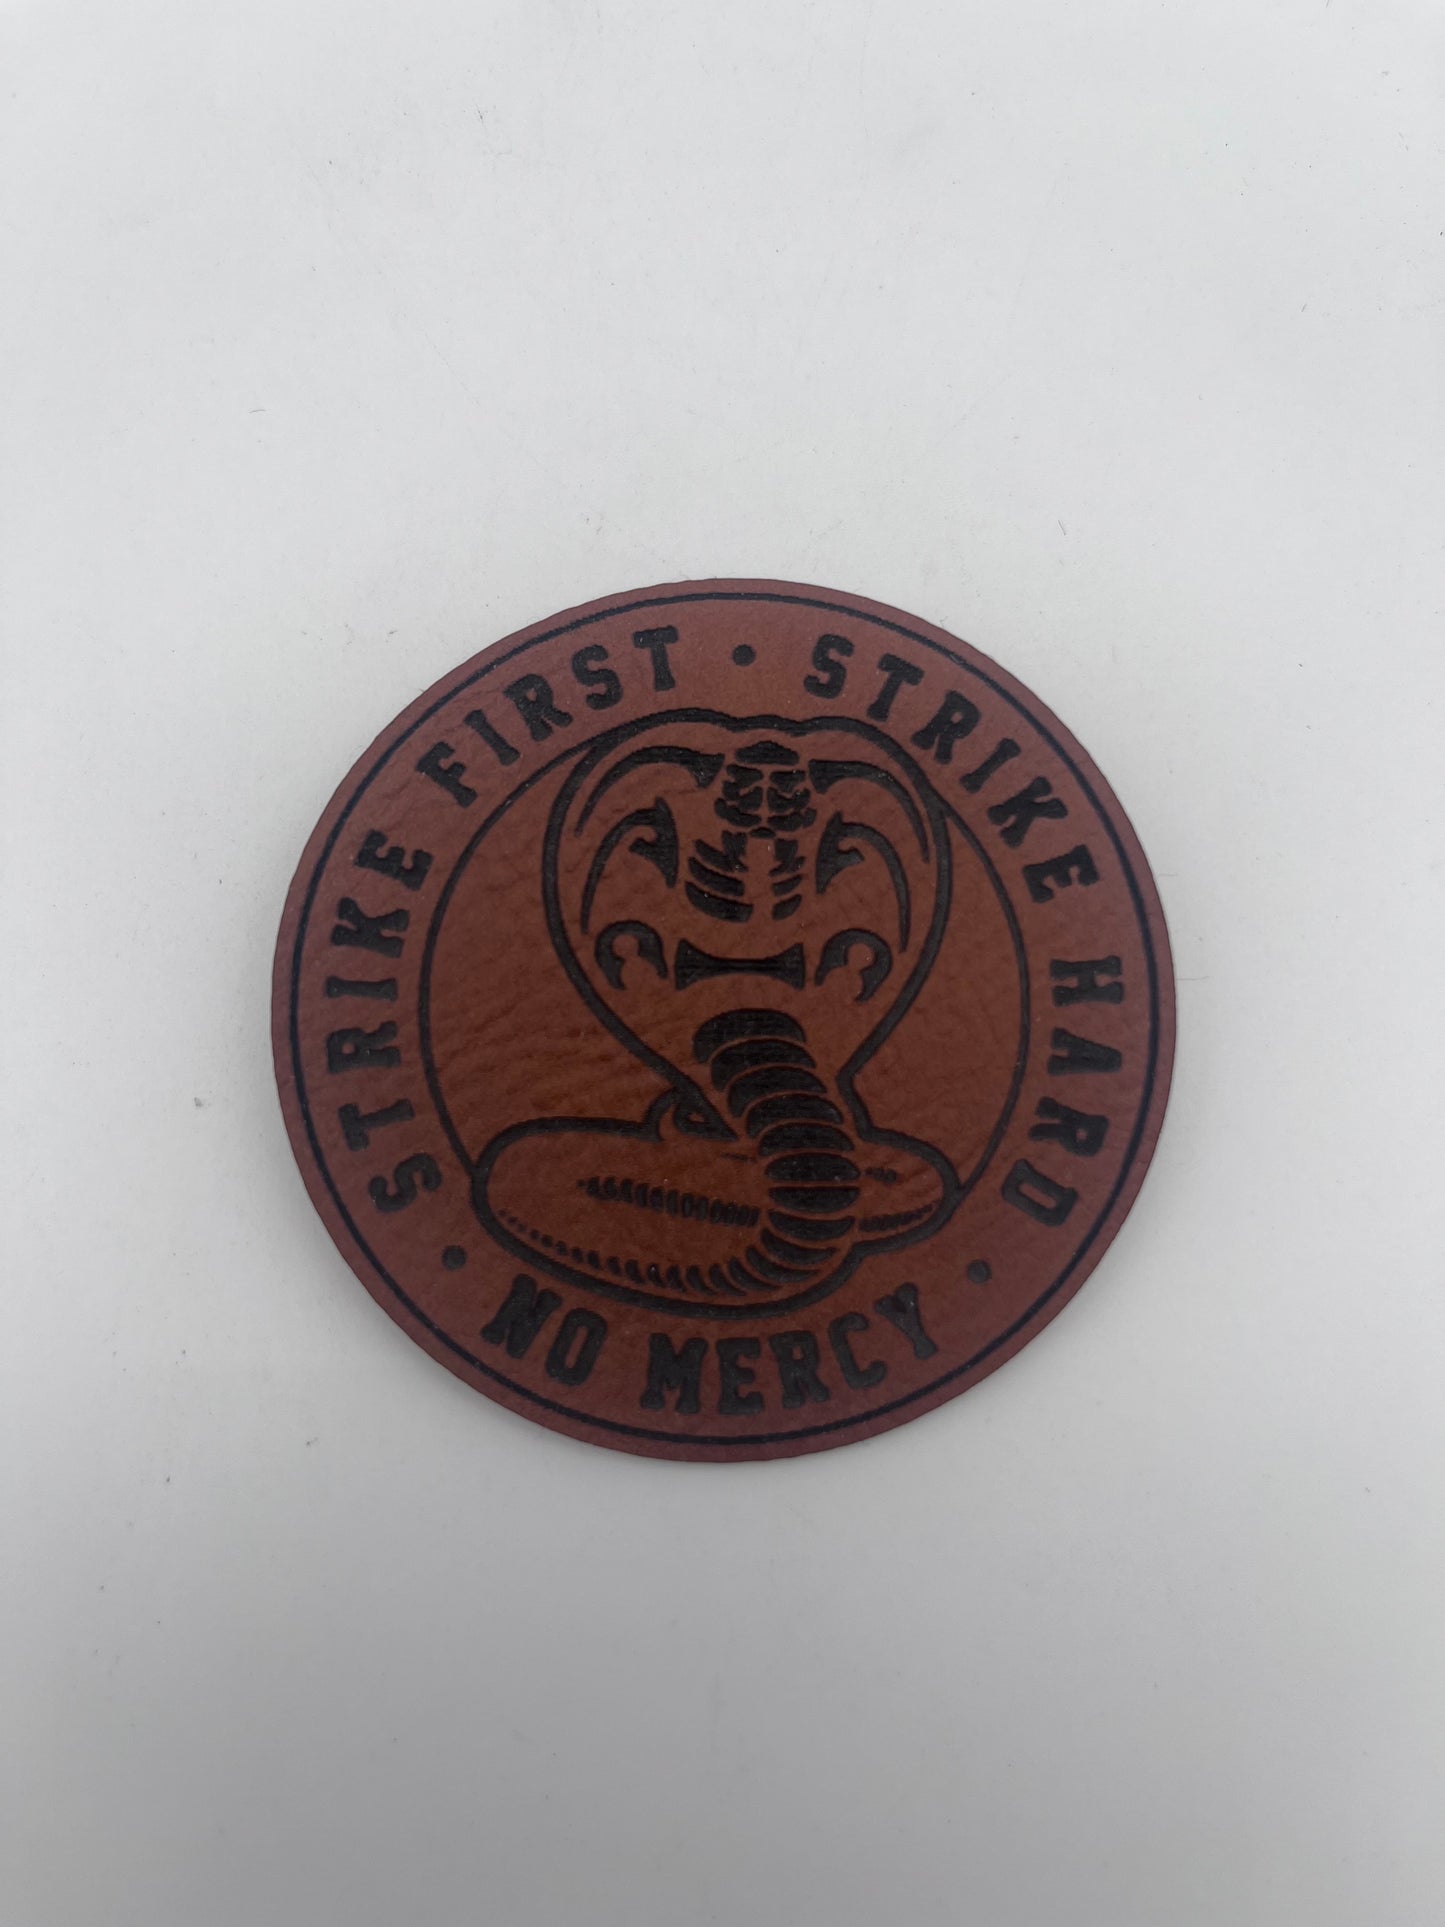 STRIKE FIRST • STRIKE HARD •
NO MERCY •